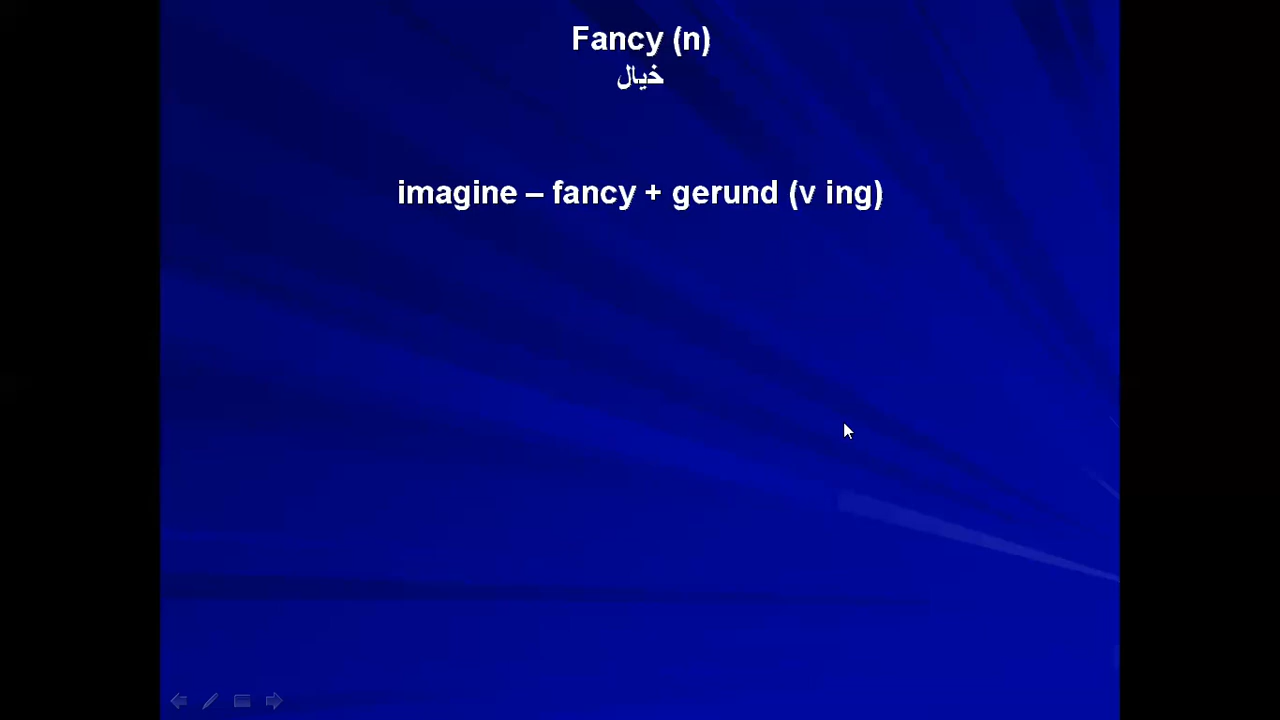 Fancy (n)
خيال
imagine – fancy + gerund (v ing)